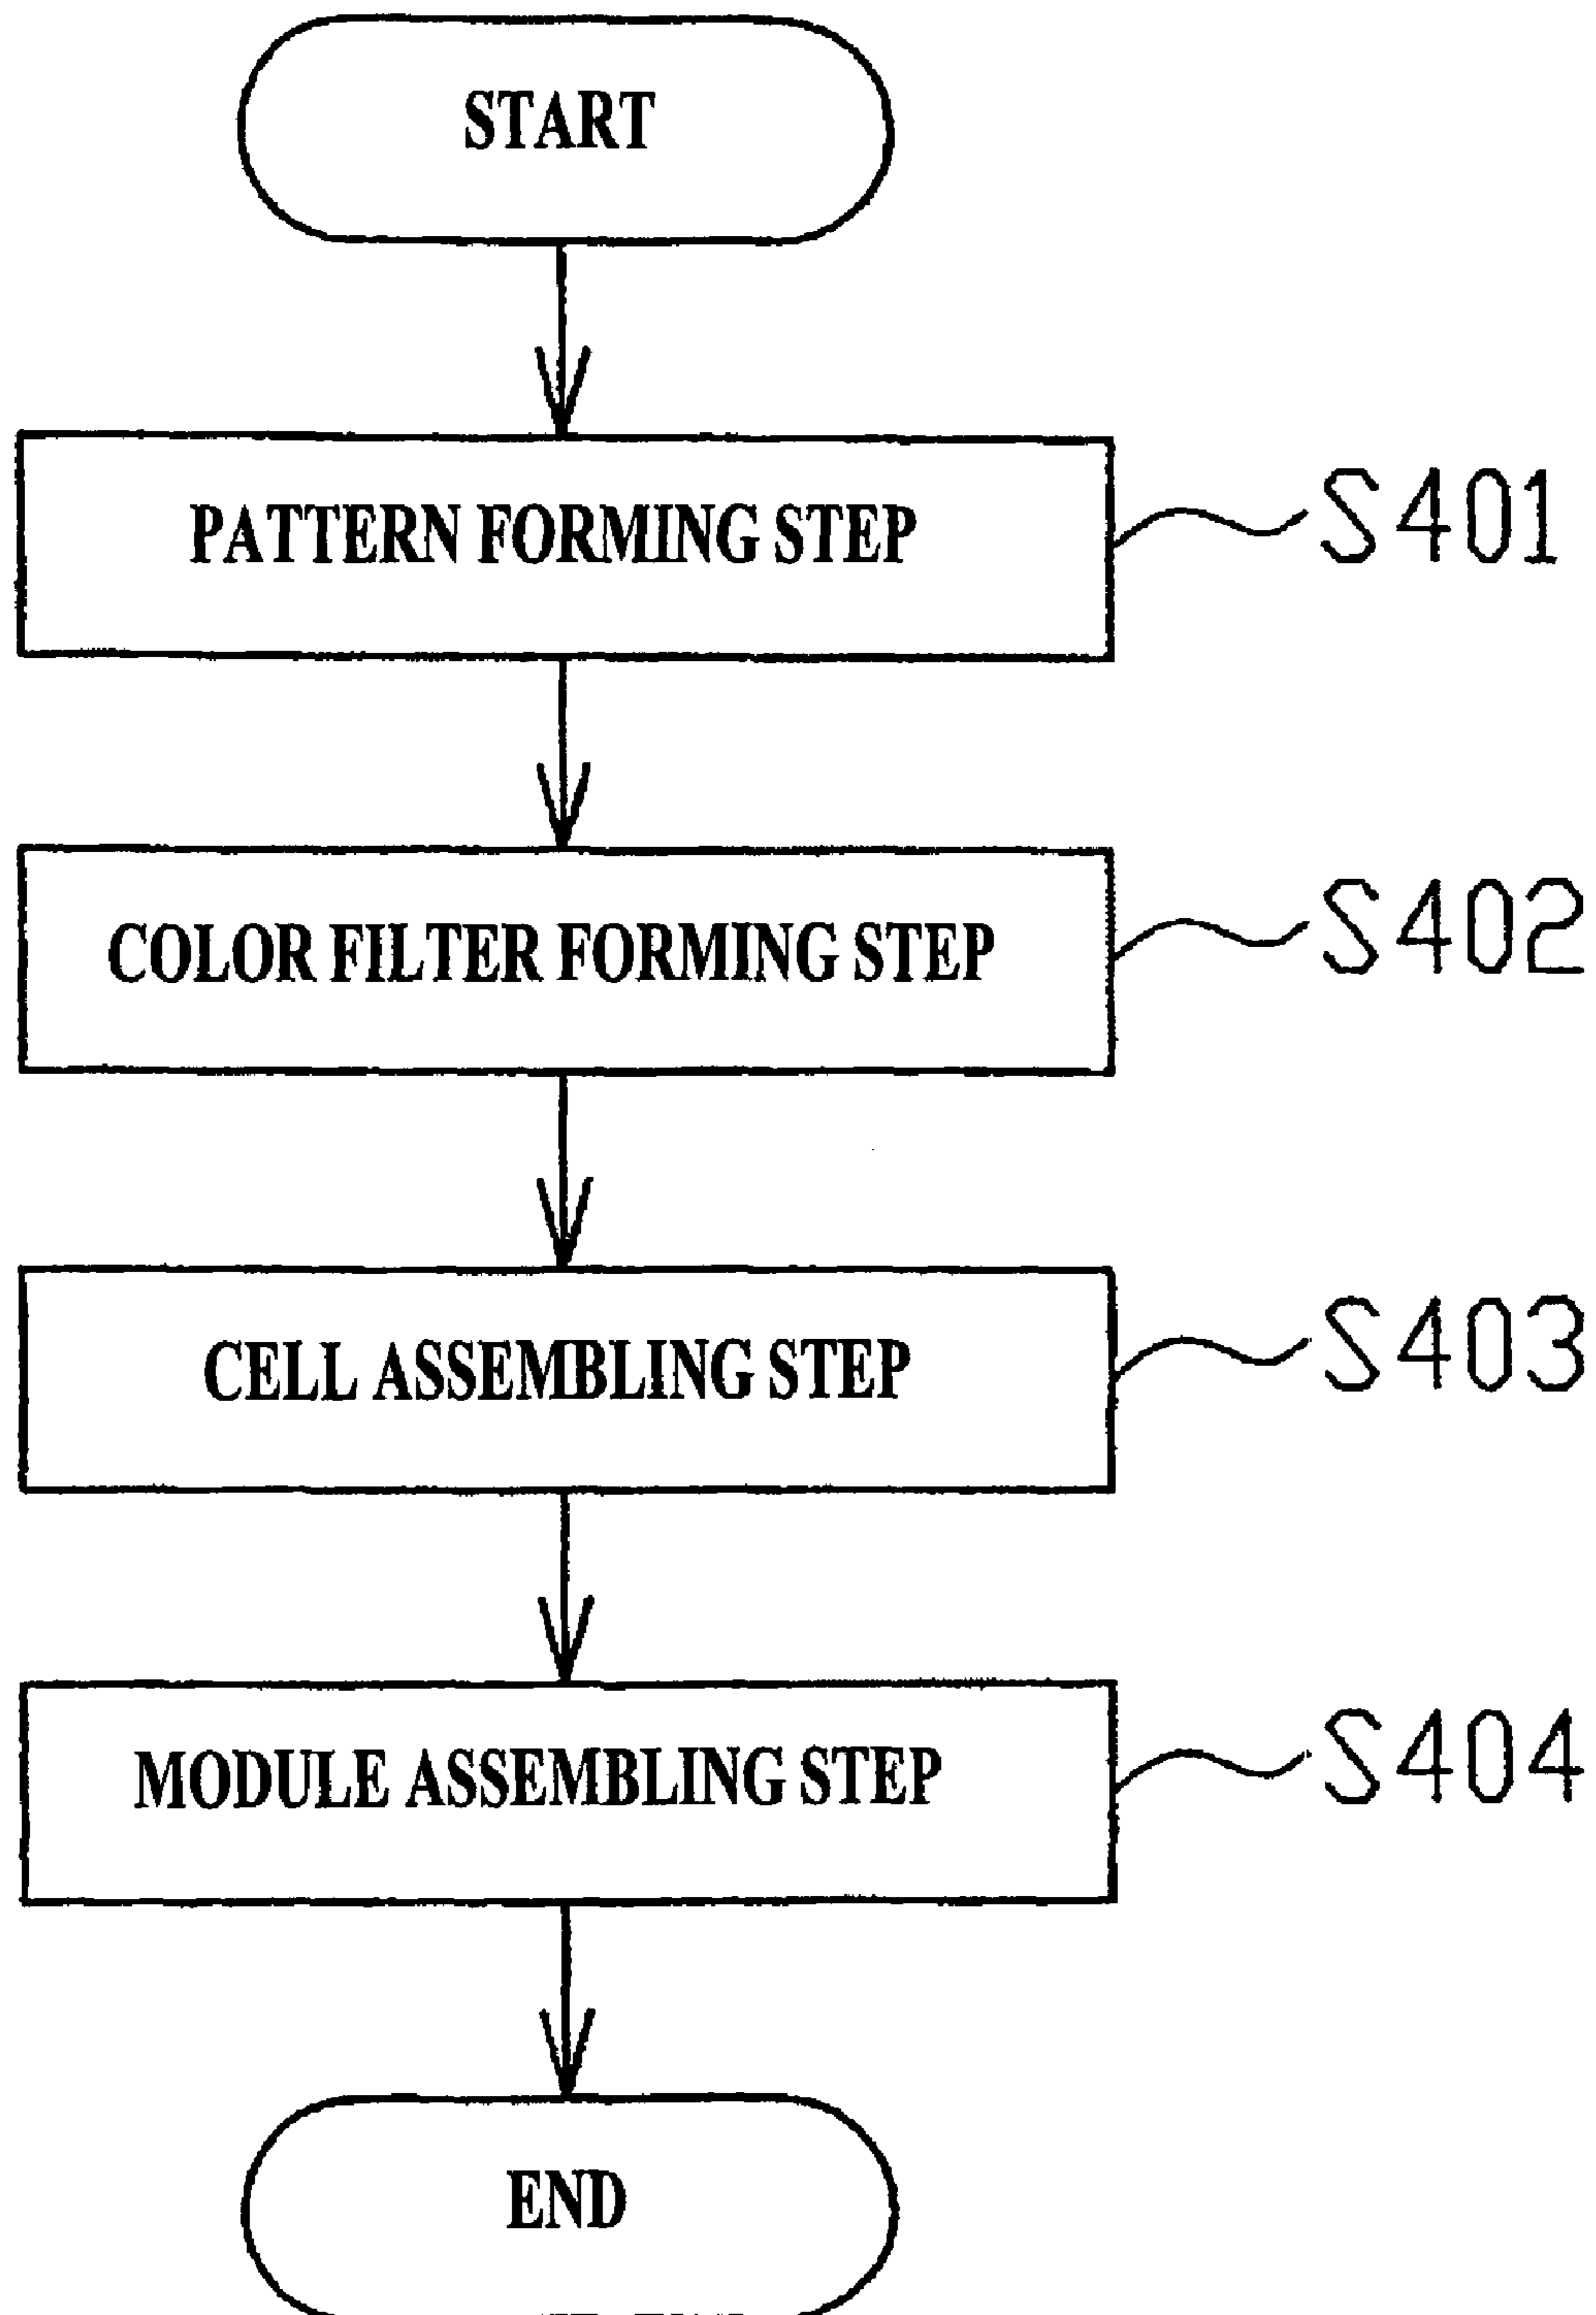 START
PATTERN FORMING STEP
S401
COLOR FILTER FORMING STEP
S402
CELL ASSEMBLING STEP
S403
MODULE ASSEMBLING STEP
S404
END